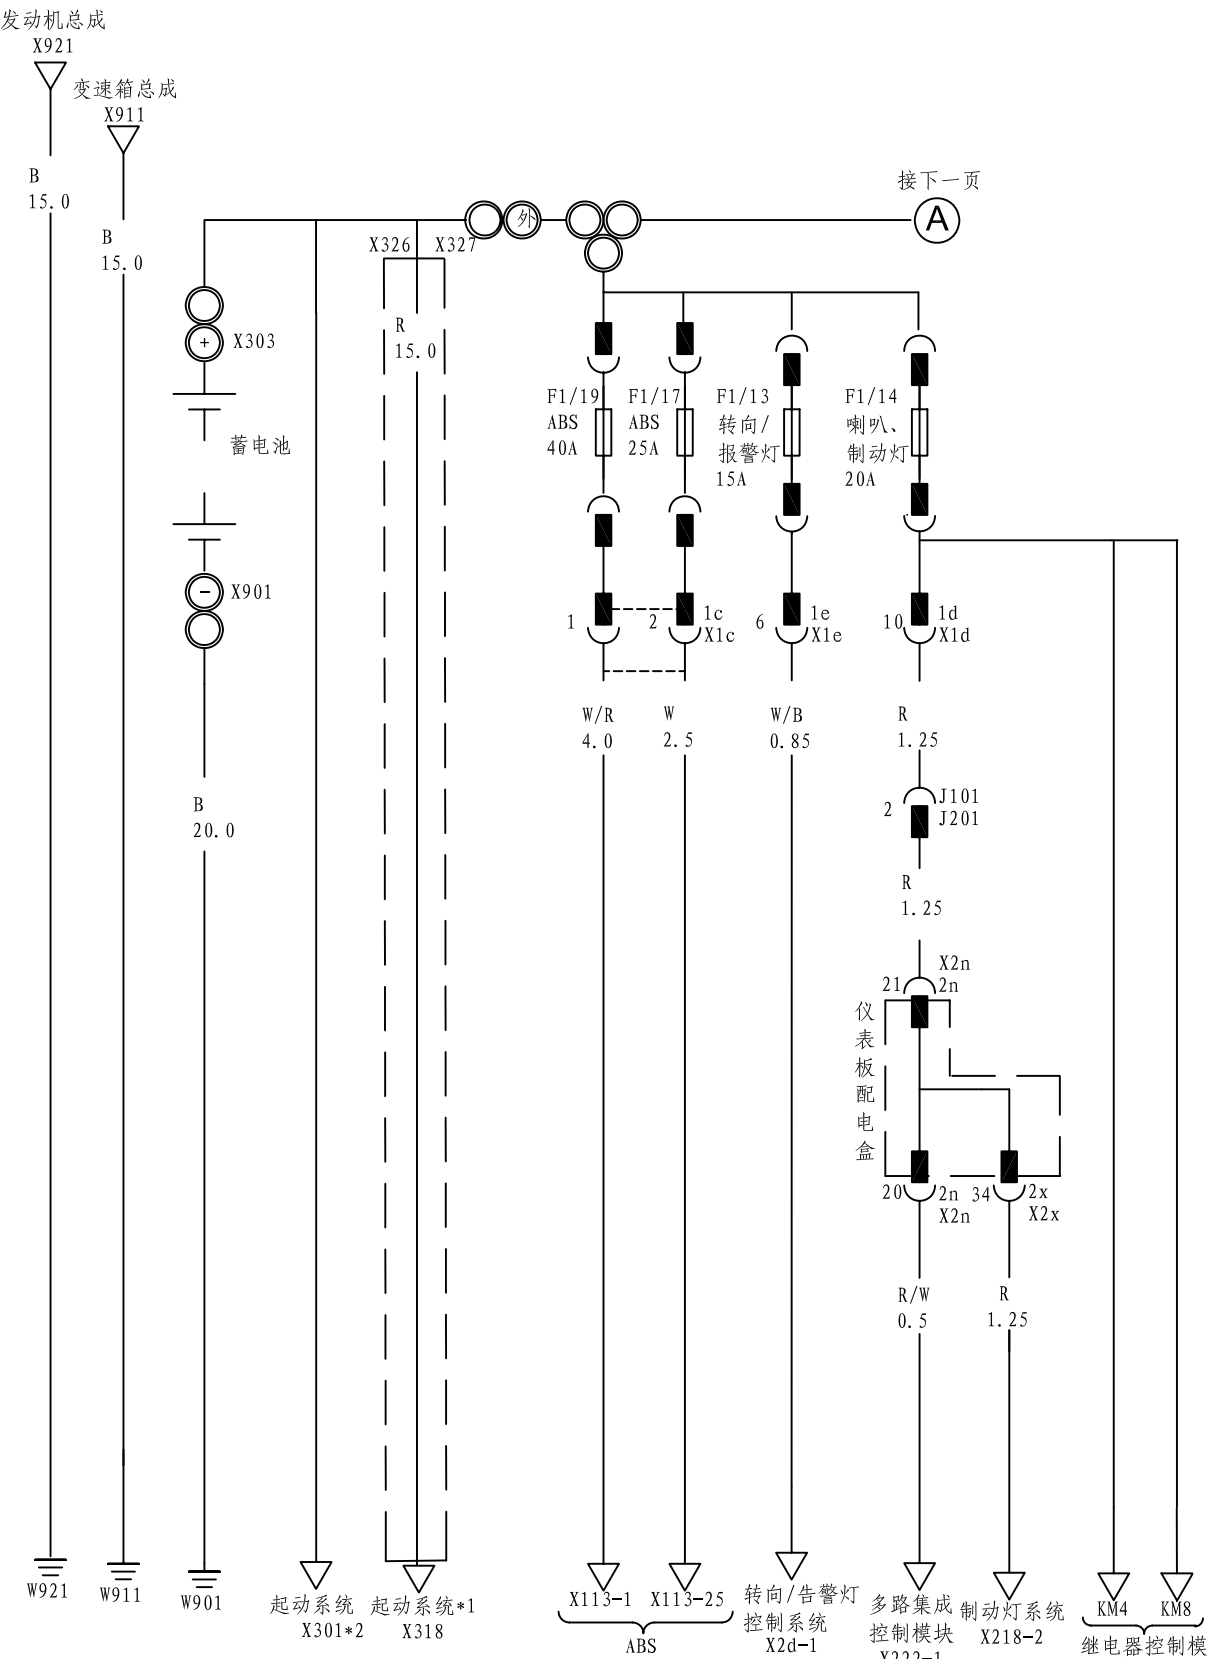 发动机总成
X921
变速箱总成
X911
B
15.0
B
15.0
接下一页
A
外
X326 X327
R
15.0
+
X303
蓄电池
-
X901
B
20.0
F1/19
ABS
40A
F1/17
ABS
25A
F1/13
转向/
报警灯
15A
F1/14
喇叭、
制动灯
20A
1
2
1c
X1c
6
1e
X1e
10
1d
X1d
W/R
4.0
W
2.5
W/B
0.85
R
1.25
2
J101
J201
R
1.25
X2n
21
2n
仪表板配电盒
20
2n
X2n
34
2x
X2x
R/W
0.5
R
1.25
W921
W911
W901
起动系统
X301*2
起动系统*1
X318
X113-1
X113-25
ABS
转向/告警灯
控制系统
X2d-1
多路集成
控制模块
X222-1
制动灯系统
X218-2
KM4
KM8
继电器控制模